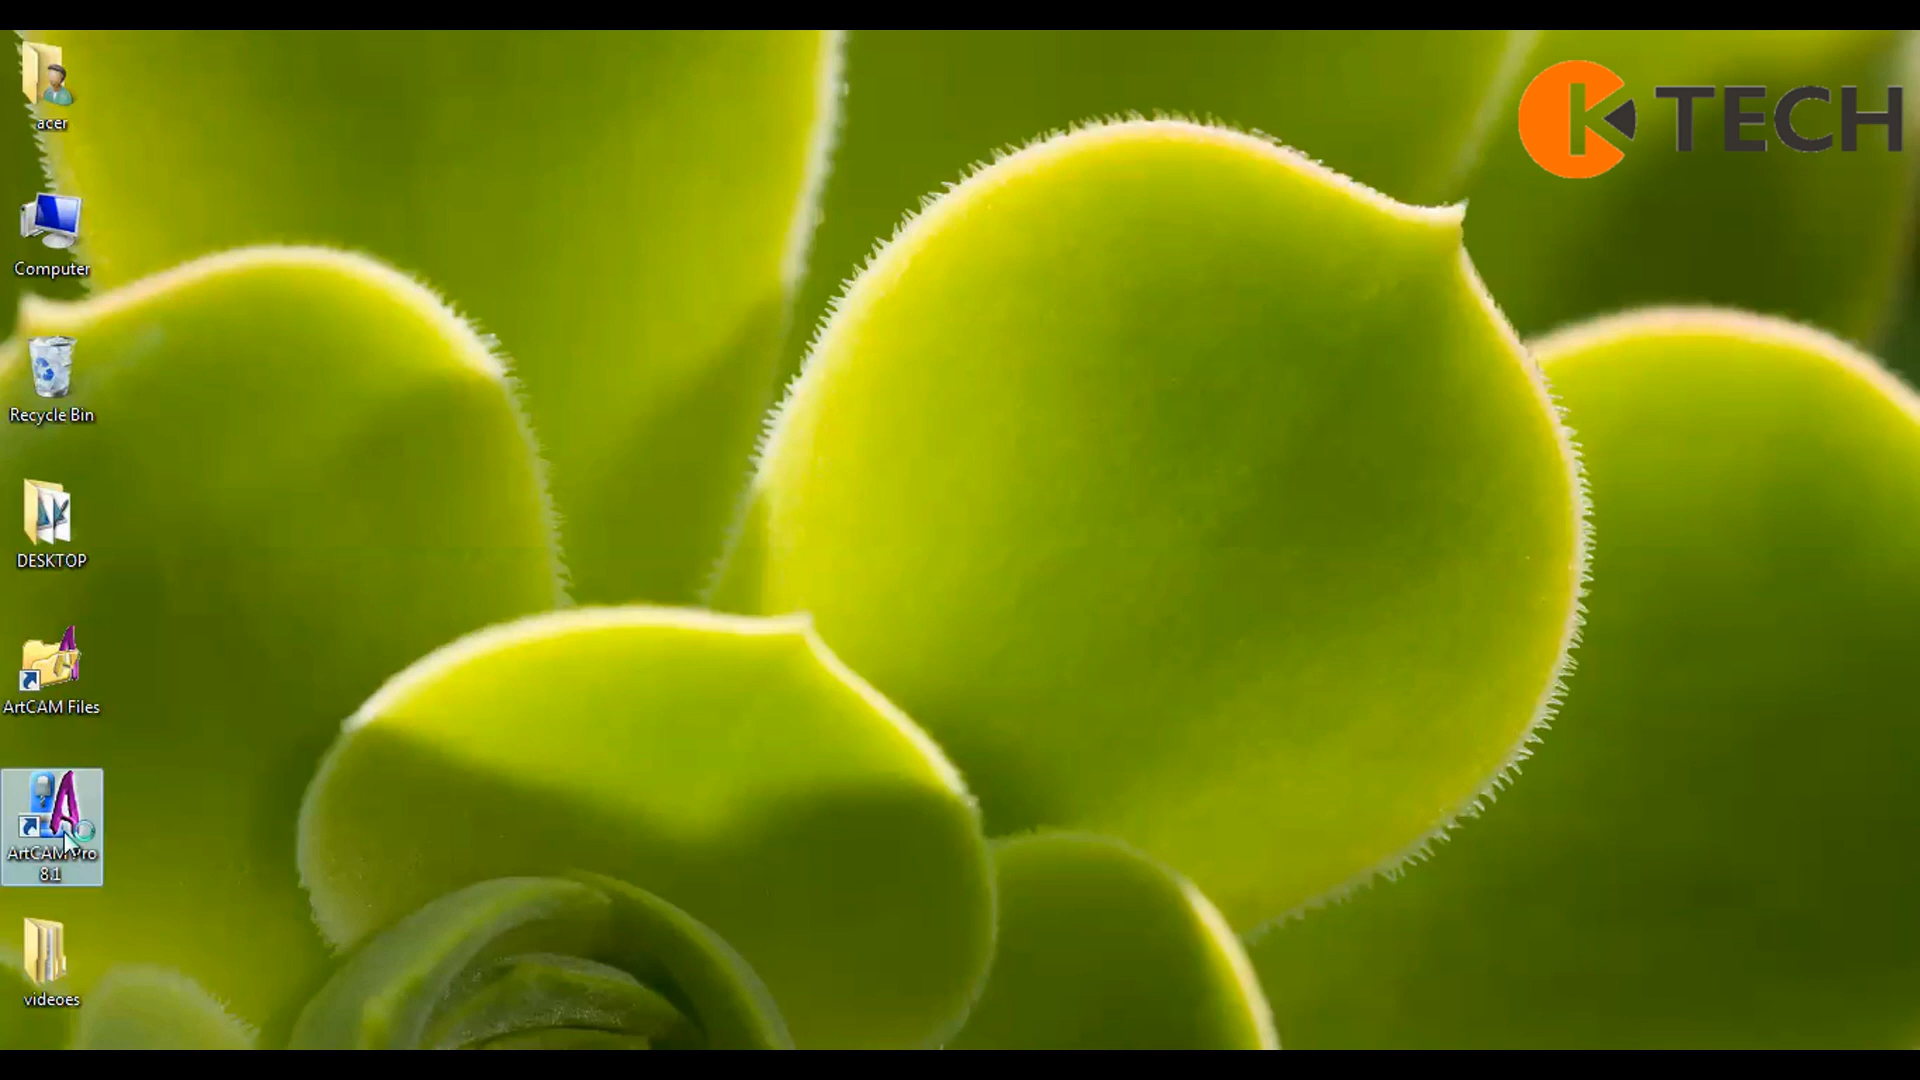 acer
K TECH
Computer
Recycle Bin
DESKTOP
ArtCAM Files
ArtCAM Pro
8.1
videoes